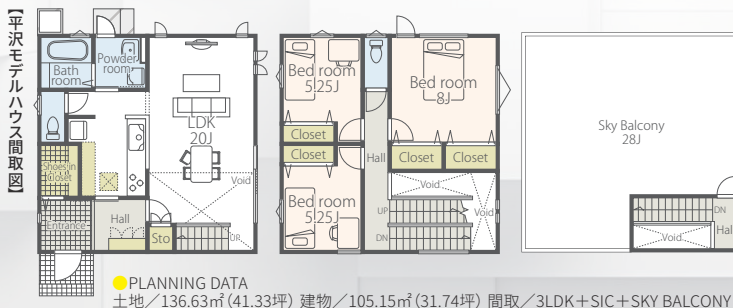 【平沢モデルハウス間取図】
Bath
room
Powder
room
LDK
20J
Shoes in
Closet
Void
Entrance
Hall
Sto
UP
Bed room
5.25J
Bed room
8J
Closet
Closet
Hall
Closet
Closet
Bed room
5.25J
Void
UP
Void
DN
Sky Balcony
28J
DN
Hall
Void
●PLANNING DATA
土地／136.63㎡(41.33坪) 建物／105.15㎡(31.74坪) 間取／3LDK＋SIC＋SKY BALCONY